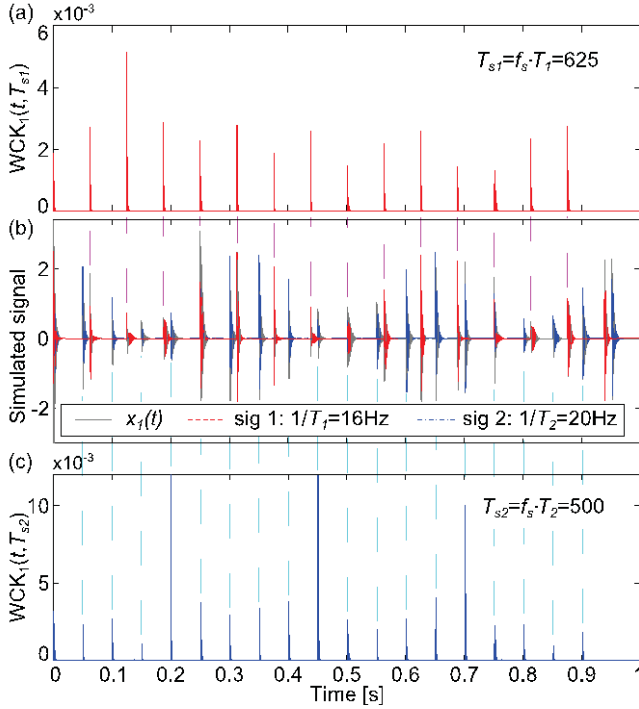 (a)
x10⁻³
6
4
2
0
WCK₁(t,Tₛ₁)
Tₛ₁=fₛ·T₁=625
(b)
2
0
-2
Simulated signal
x₁(t) sig 1: 1/T₁=16Hz sig 2: 1/T₂=20Hz
(c)
x10⁻³
10
5
0
WCK₁(t,Tₛ₂)
Tₛ₂=fₛ·T₂=500
0 0.1 0.2 0.3 0.4 0.5 0.6 0.7 0.8 0.9 1
Time [s]